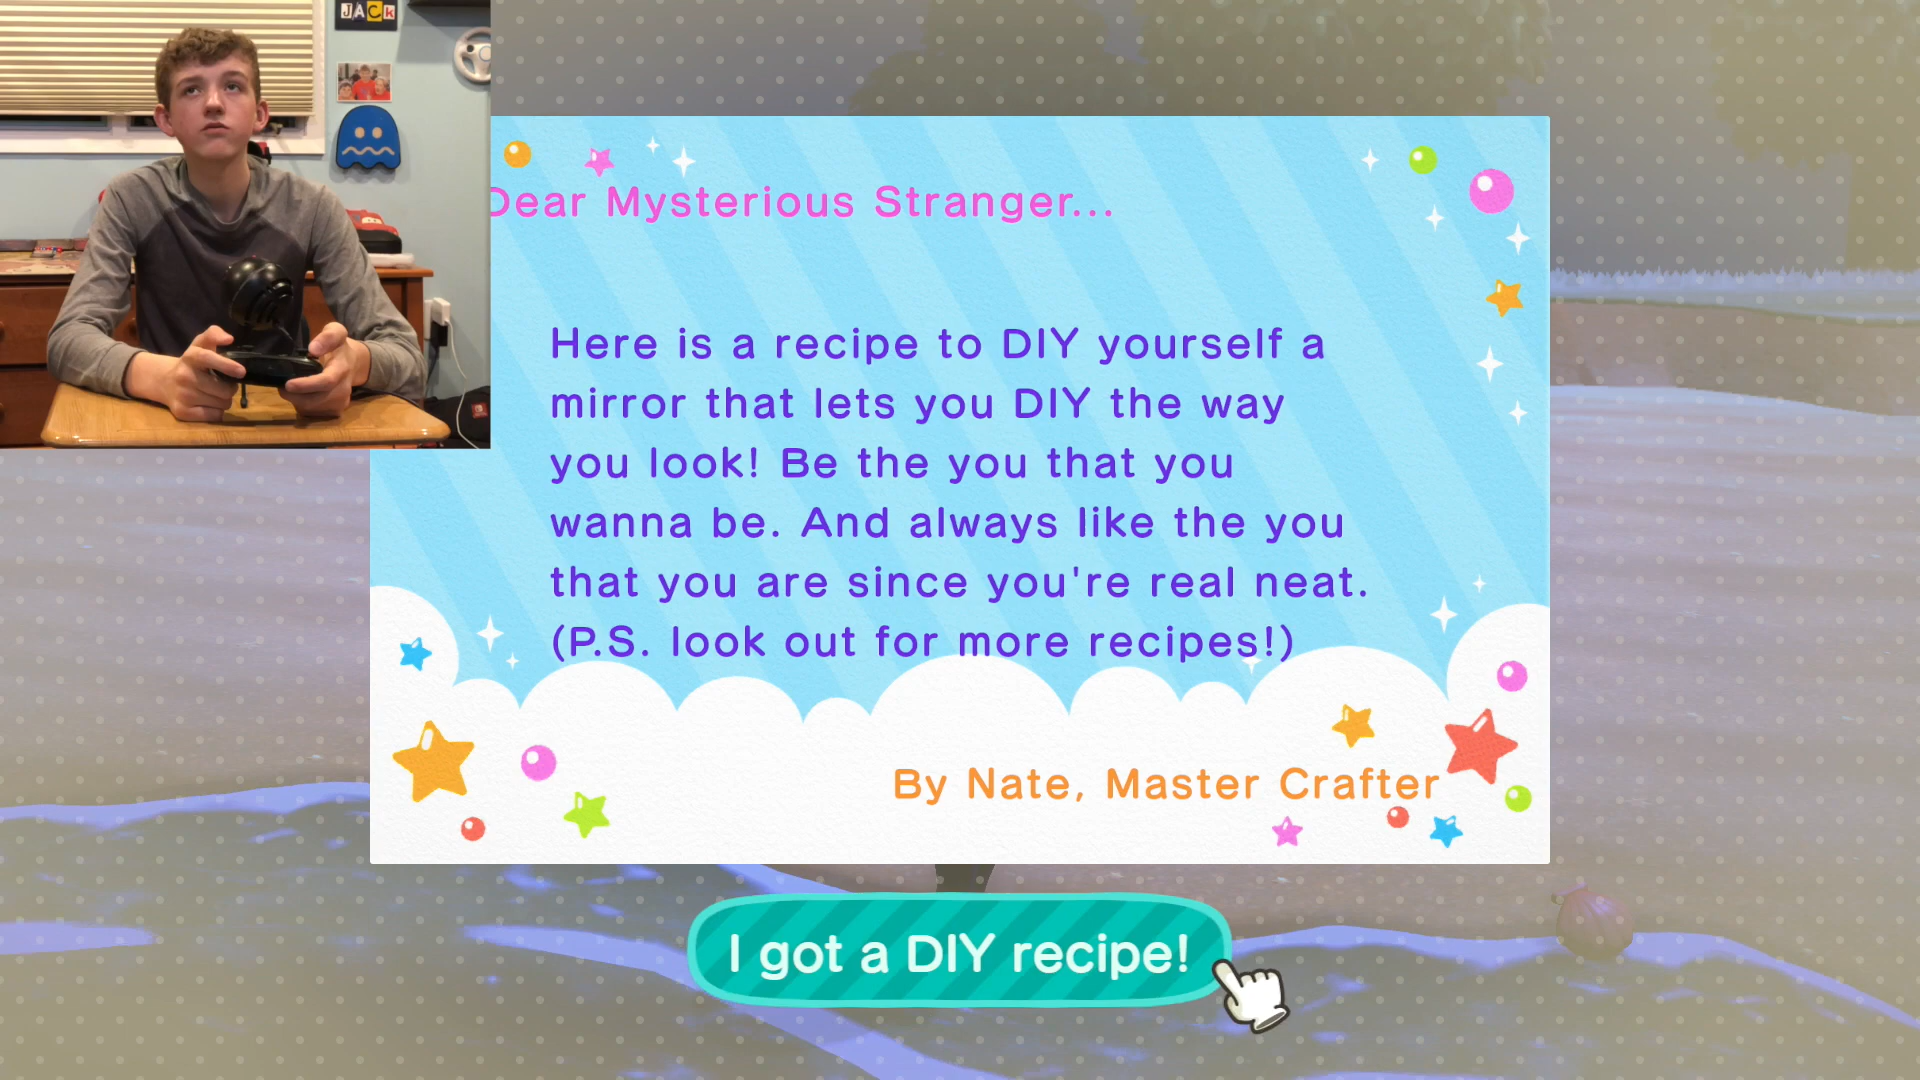 JACK
Dear Mysterious Stranger...
Here is a recipe to DIY yourself a
mirror that lets you DIY the way
you look! Be the you that you
wanna be. And always like the you
that you are since you're real neat.
(P.S. look out for more recipes!)
By Nate, Master Crafter
I got a DIY recipe!